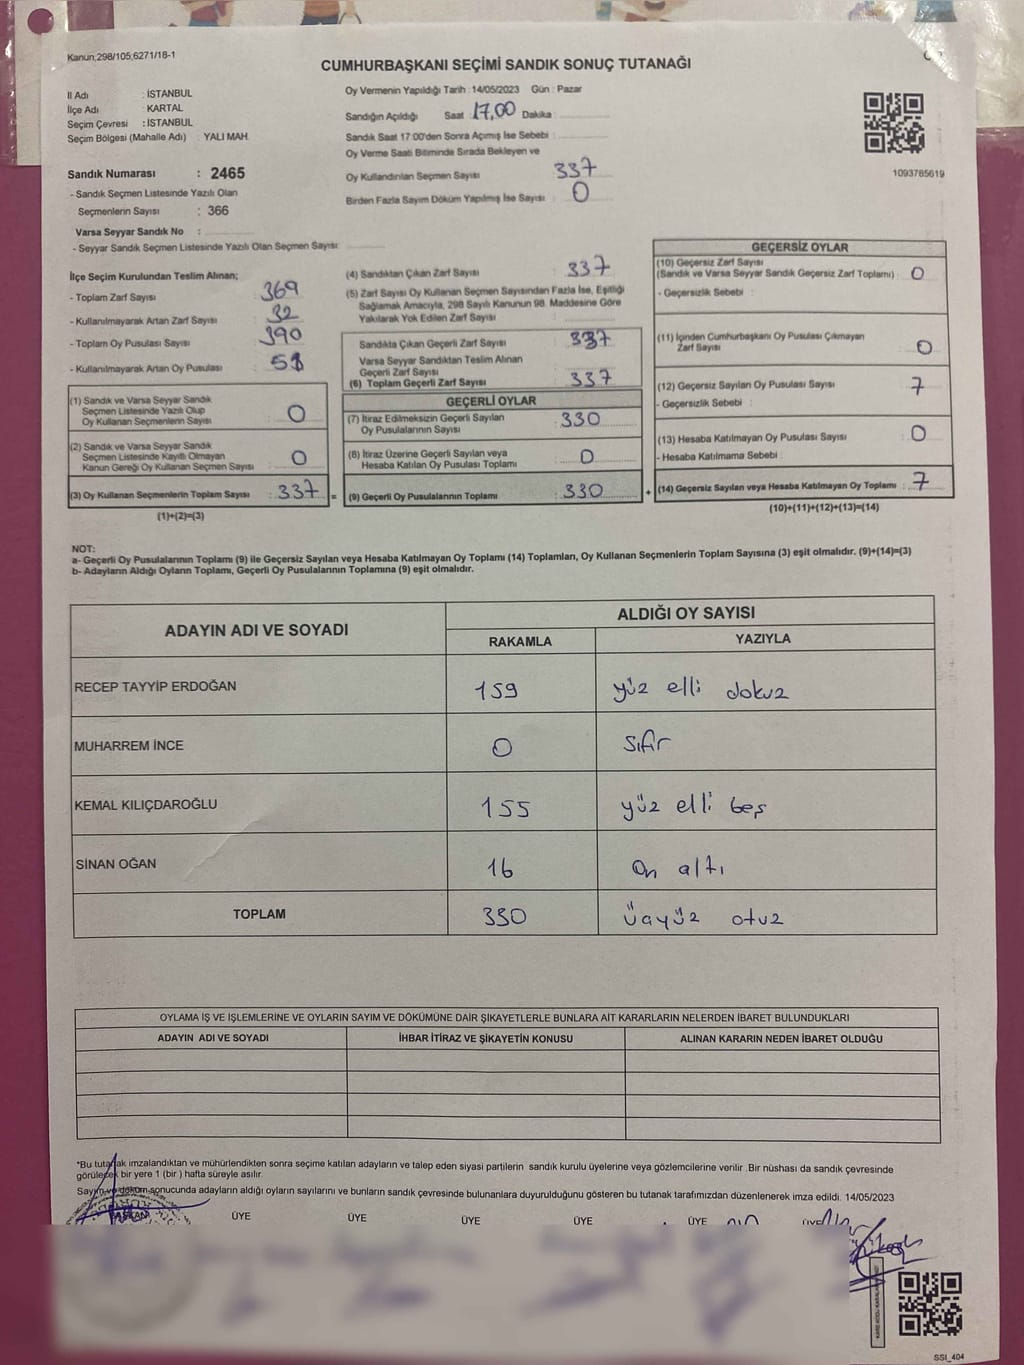 Kanun;298/105;6271/18-1
CUMHURBAŞKANI SEÇİMİ SANDIK SONUÇ TUTANAĞI
İl Adı : İSTANBUL
İlçe Adı : KARTAL
Seçim Çevresi : İSTANBUL
Seçim Bölgesi (Mahalle Adı) : YALI MAH.
Oy Vermenin Yapıldığı Tarih : 14/05/2023 Gün : Pazar
Sandığın Açıldığı Saat 17,00 Dakika :
Sandık Saat 17:00'den Sonra Açımış İse Sebebi :
Oy Verme Saati Bitiminde Sırada Bekleyen ve
Oy Kullandırılan Seçmen Sayısı 337
Birden Fazla Sayım Döküm Yapılmış İse Sayısı 0
1093785619
Sandık Numarası : 2465
- Sandık Seçmen Listesinde Yazılı Olan
Seçmenlerin Sayısı : 366
Varsa Seyyar Sandık No :
- Seyyar Sandık Seçmen Listesinde Yazılı Olan Seçmen Sayısı:
İlçe Seçim Kurulundan Teslim Alınan;
- Toplam Zarf Sayısı 369
- Kullanılmayarak Artan Zarf Sayısı 32
- Toplam Oy Pusulası Sayısı 390
- Kullanılmayarak Artan Oy Pusulası
(1) Sandık ve Varsa Seyyar Sandık
Seçmen Listesinde Yazılı Olup
Oy Kullanan Seçmenlerin Sayısı 0
(2) Sandık ve Varsa Seyyar Sandık
Seçmen Listesinde Kayıtlı Olmayan
Kanun Gereği Oy Kullanan Seçmen Sayısı 0
(3) Oy Kullanan Seçmenlerin Toplam Sayısı : 337 =
(1)+(2)=(3)
(4) Sandıktan Çıkan Zarf Sayısı 337
(5) Zarf Sayısı Oy Kullanan Seçmen Sayısından Fazla İse, Eşitliği
Sağlamak Amacıyla, 298 Sayılı Kanunun 98. Maddesine Göre
Yakılarak Yok Edilen Zarf Sayısı
Sandıkta Çıkan Geçerli Zarf Sayısı 337
Varsa Seyyar Sandıktan Teslim Alınan
Geçerli Zarf Sayısı
(6) Toplam Geçerli Zarf Sayısı 337
GEÇERLİ OYLAR
(7) İtiraz Edilmeksizin Geçerli Sayılan
Oy Pusulalarının Sayısı 330
(8) İtiraz Üzerine Geçerli Sayılan veya
Hesaba Katılan Oy Pusulası Toplamı 0
(9) Geçerli Oy Pusulalarının Toplamı : 330 +
GEÇERSİZ OYLAR
(10) Geçersiz Zarf Sayısı
(Sandık ve Varsa Seyyar Sandık Geçersiz Zarf Toplamı) : 0
- Geçersizlik Sebebi :
(11) İçinden Cumhurbaşkanı Oy Pusulası Çıkmayan
Zarf Sayısı 0
(12) Geçersiz Sayılan Oy Pusulası Sayısı 7
- Geçersizlik Sebebi :
(13) Hesaba Katılmayan Oy Pusulası Sayısı 0
- Hesaba Katılmama Sebebi :
(14) Geçersiz Sayılan veya Hesaba Katılmayan Oy Toplamı : 7
(10)+(11)+(12)+(13)=(14)
NOT:
a- Geçerli Oy Pusulalarının Toplamı (9) ile Geçersiz Sayılan veya Hesaba Katılmayan Oy Toplamı (14) Toplamları, Oy Kullanan Seçmenlerin Toplam Sayısına (3) eşit olmalıdır. (9)+(14)=(3)
b- Adayların Aldığı Oyların Toplamı, Geçerli Oy Pusulalarının Toplamına (9) eşit olmalıdır.
ADAYIN ADI VE SOYADI
ALDIĞI OY SAYISI
RAKAMLA YAZIYLA
RECEP TAYYİP ERDOĞAN 159 yüz elli dokuz
MUHARREM İNCE 0 sıfır
KEMAL KILIÇDAROĞLU 155 yüz elli beş
SİNAN OĞAN 16 On altı
TOPLAM 330 üçyüz otuz
OYLAMA İŞ VE İŞLEMLERİNE VE OYLARIN SAYIM VE DÖKÜMÜNE DAİR ŞİKAYETLERLE BUNLARA AİT KARARLARIN NELERDEN İBARET BULUNDUKLARI
ADAYIN ADI VE SOYADI İHBAR İTİRAZ VE ŞİKAYETİN KONUSU ALINAN KARARIN NEDEN İBARET OLDUĞU
*Bu tutanak imzalandıktan ve mühürlendikten sonra seçime katılan adayların ve talep eden siyasi partilerin sandık kurulu üyelerine veya gözlemcilerine verilir .Bir nüshası da sandık çevresinde
görülecek bir yere 1 (bir ) hafta süreyle asılır.
Sayım ve döküm sonucunda adayların aldığı oyların sayılarını ve bunların sandık çevresinde bulunanlara duyurulduğunu gösteren bu tutanak tarafımızdan düzenlenerek imza edildi. 14/05/2023
BAŞKAN ÜYE ÜYE ÜYE ÜYE ÜYE ÜYE
SSI_404